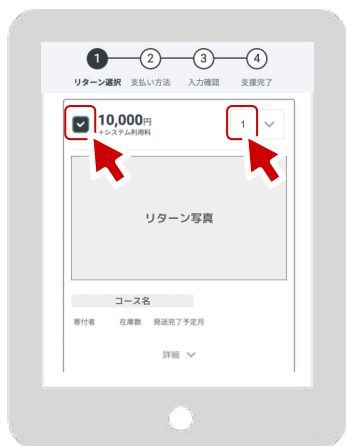 1 2 3 4
リターン選択 支払い方法 入力確認 支援完了
10,000円 1
+システム利用料
リターン写真
コース名
寄付者 在庫数 発送完了予定月
詳細